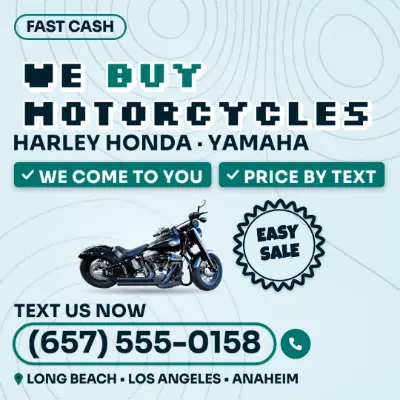 FAST CASH
WE BUY
MOTORCYCLES
HARLEY HONDA · YAMAHA
WE COME TO YOU
PRICE BY TEXT
EASY
SALE
TEXT US NOW
(657) 555-0158
LONG BEACH • LOS ANGELES • ANAHEIM